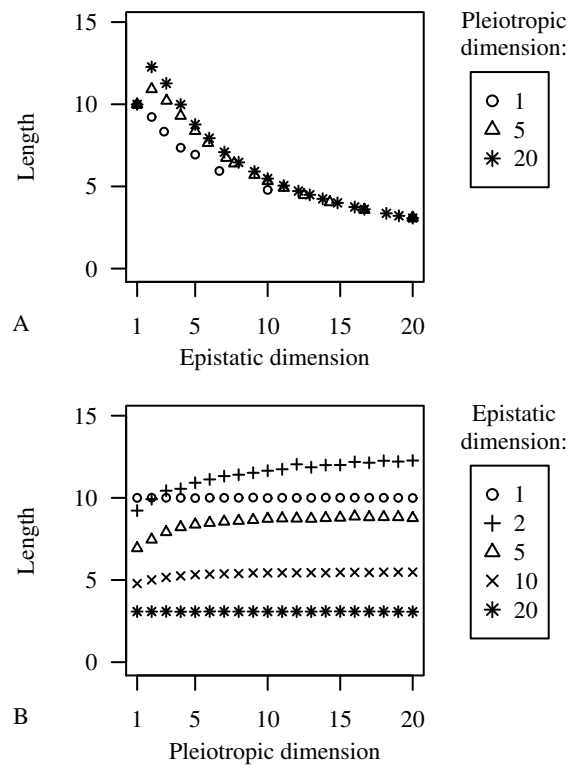 15
10
5
0
Length
A
1 5 10 15 20
Epistatic dimension
Pleiotropic
dimension:
1
5
20
15
10
5
0
Length
B
1 5 10 15 20
Pleiotropic dimension
Epistatic
dimension:
1
2
5
10
20